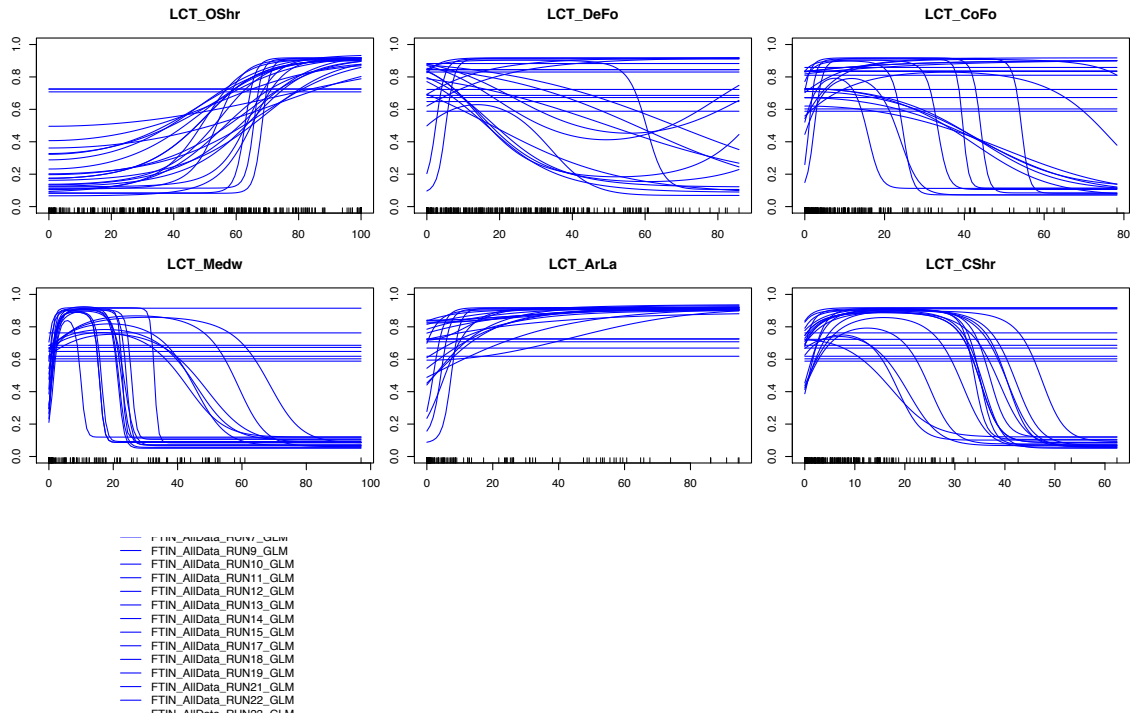 LCT_OShr LCT_DeFo LCT_CoFo
0.0 0.2 0.4 0.6 0.8 1.0 0.0 0.2 0.4 0.6 0.8 1.0 0.0 0.2 0.4 0.6 0.8 1.0
0 20 40 60 80 100 0 20 40 60 80 0 20 40 60 80
LCT_Medw LCT_ArLa LCT_CShr
0.0 0.2 0.4 0.6 0.8 1.0 0.0 0.2 0.4 0.6 0.8 1.0 0.0 0.2 0.4 0.6 0.8 1.0
0 20 40 60 80 100 0 20 40 60 80 0 10 20 30 40 50 60
FTIN_AllData_RUN7_GLM
FTIN_AllData_RUN9_GLM
FTIN_AllData_RUN10_GLM
FTIN_AllData_RUN11_GLM
FTIN_AllData_RUN12_GLM
FTIN_AllData_RUN13_GLM
FTIN_AllData_RUN14_GLM
FTIN_AllData_RUN15_GLM
FTIN_AllData_RUN17_GLM
FTIN_AllData_RUN18_GLM
FTIN_AllData_RUN19_GLM
FTIN_AllData_RUN21_GLM
FTIN_AllData_RUN22_GLM